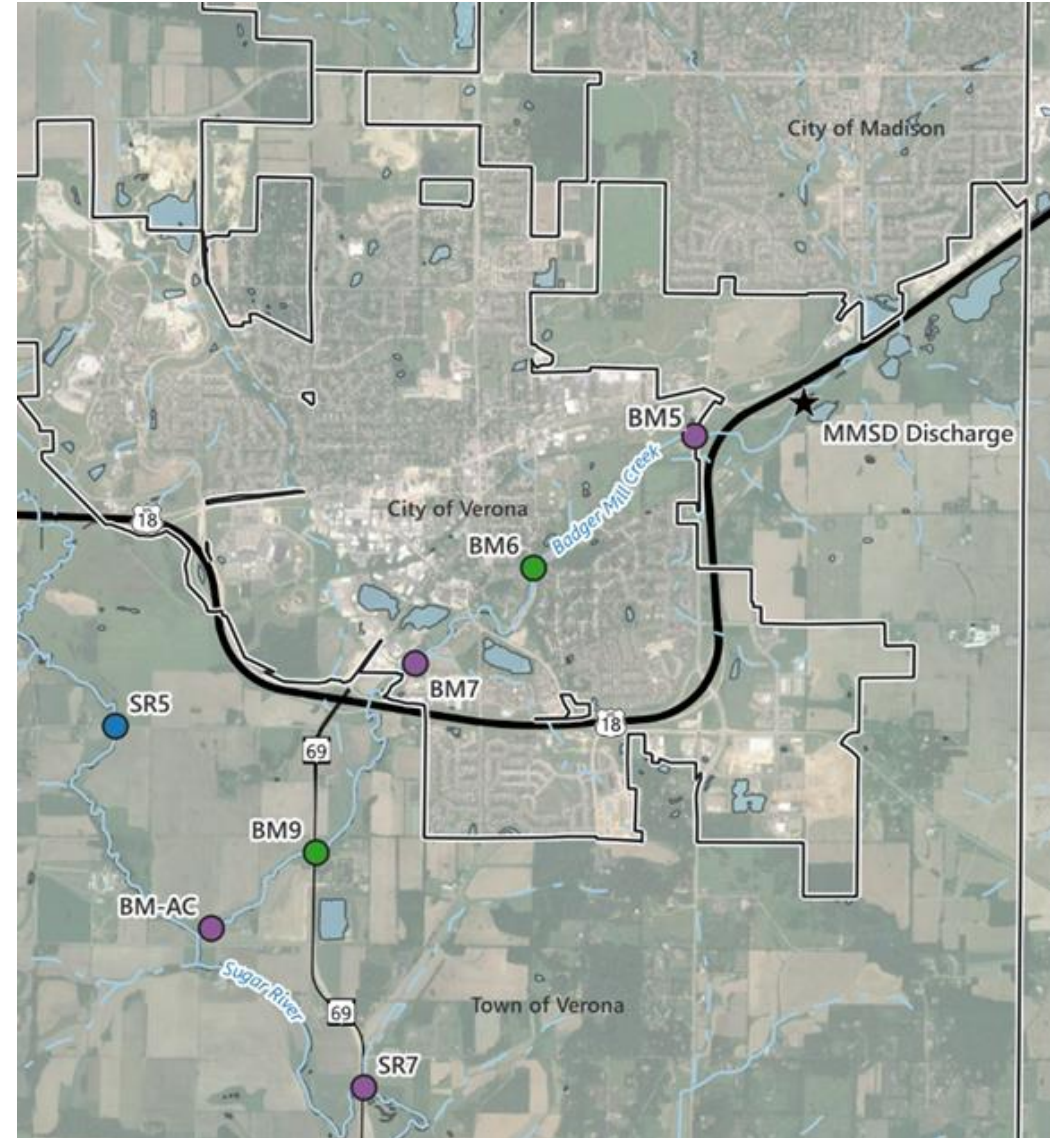 City of Madison
BM5
MMSD Discharge
Badger Mill Creek
City of Verona
18
BM6
BM7
SR5
18
69
BM9
BM-AC
Sugar River
Town of Verona
69
SR7